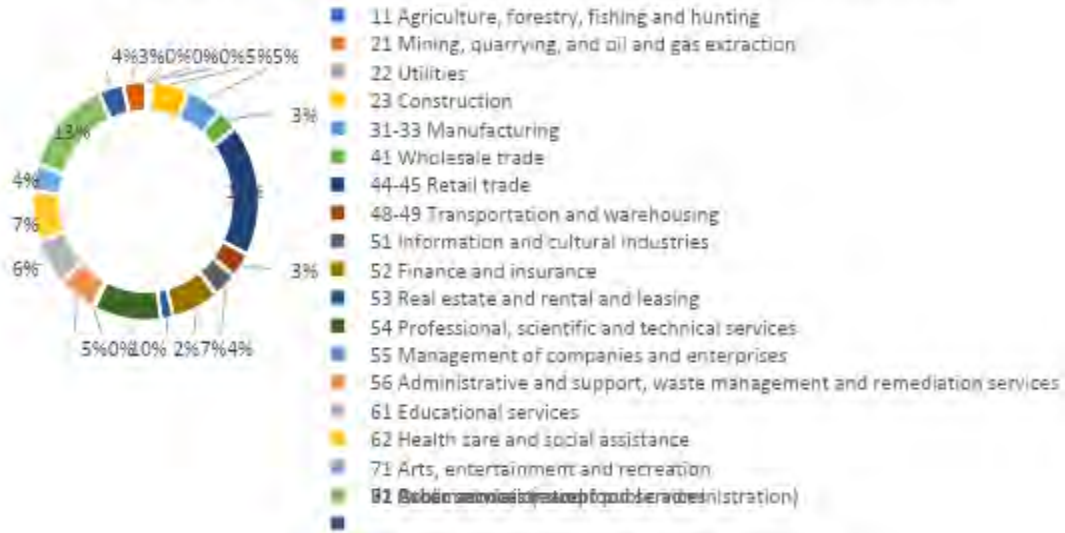 11 Agriculture, forestry, fishing and hunting
21 Mining, quarrying, and oil and gas extraction
22 Utilities
23 Construction
31-33 Manufacturing
41 Wholesale trade
44-45 Retail trade
48-49 Transportation and warehousing
51 Information and cultural industries
52 Finance and insurance
53 Real estate and rental and leasing
54 Professional, scientific and technical services
55 Management of companies and enterprises
56 Administrative and support, waste management and remediation services
61 Educational services
62 Health care and social assistance
71 Arts, entertainment and recreation
4%3%0%0%0%5%5%
3%
13%
4%
7%
6%
3%
5%0%10% 2%7%4%